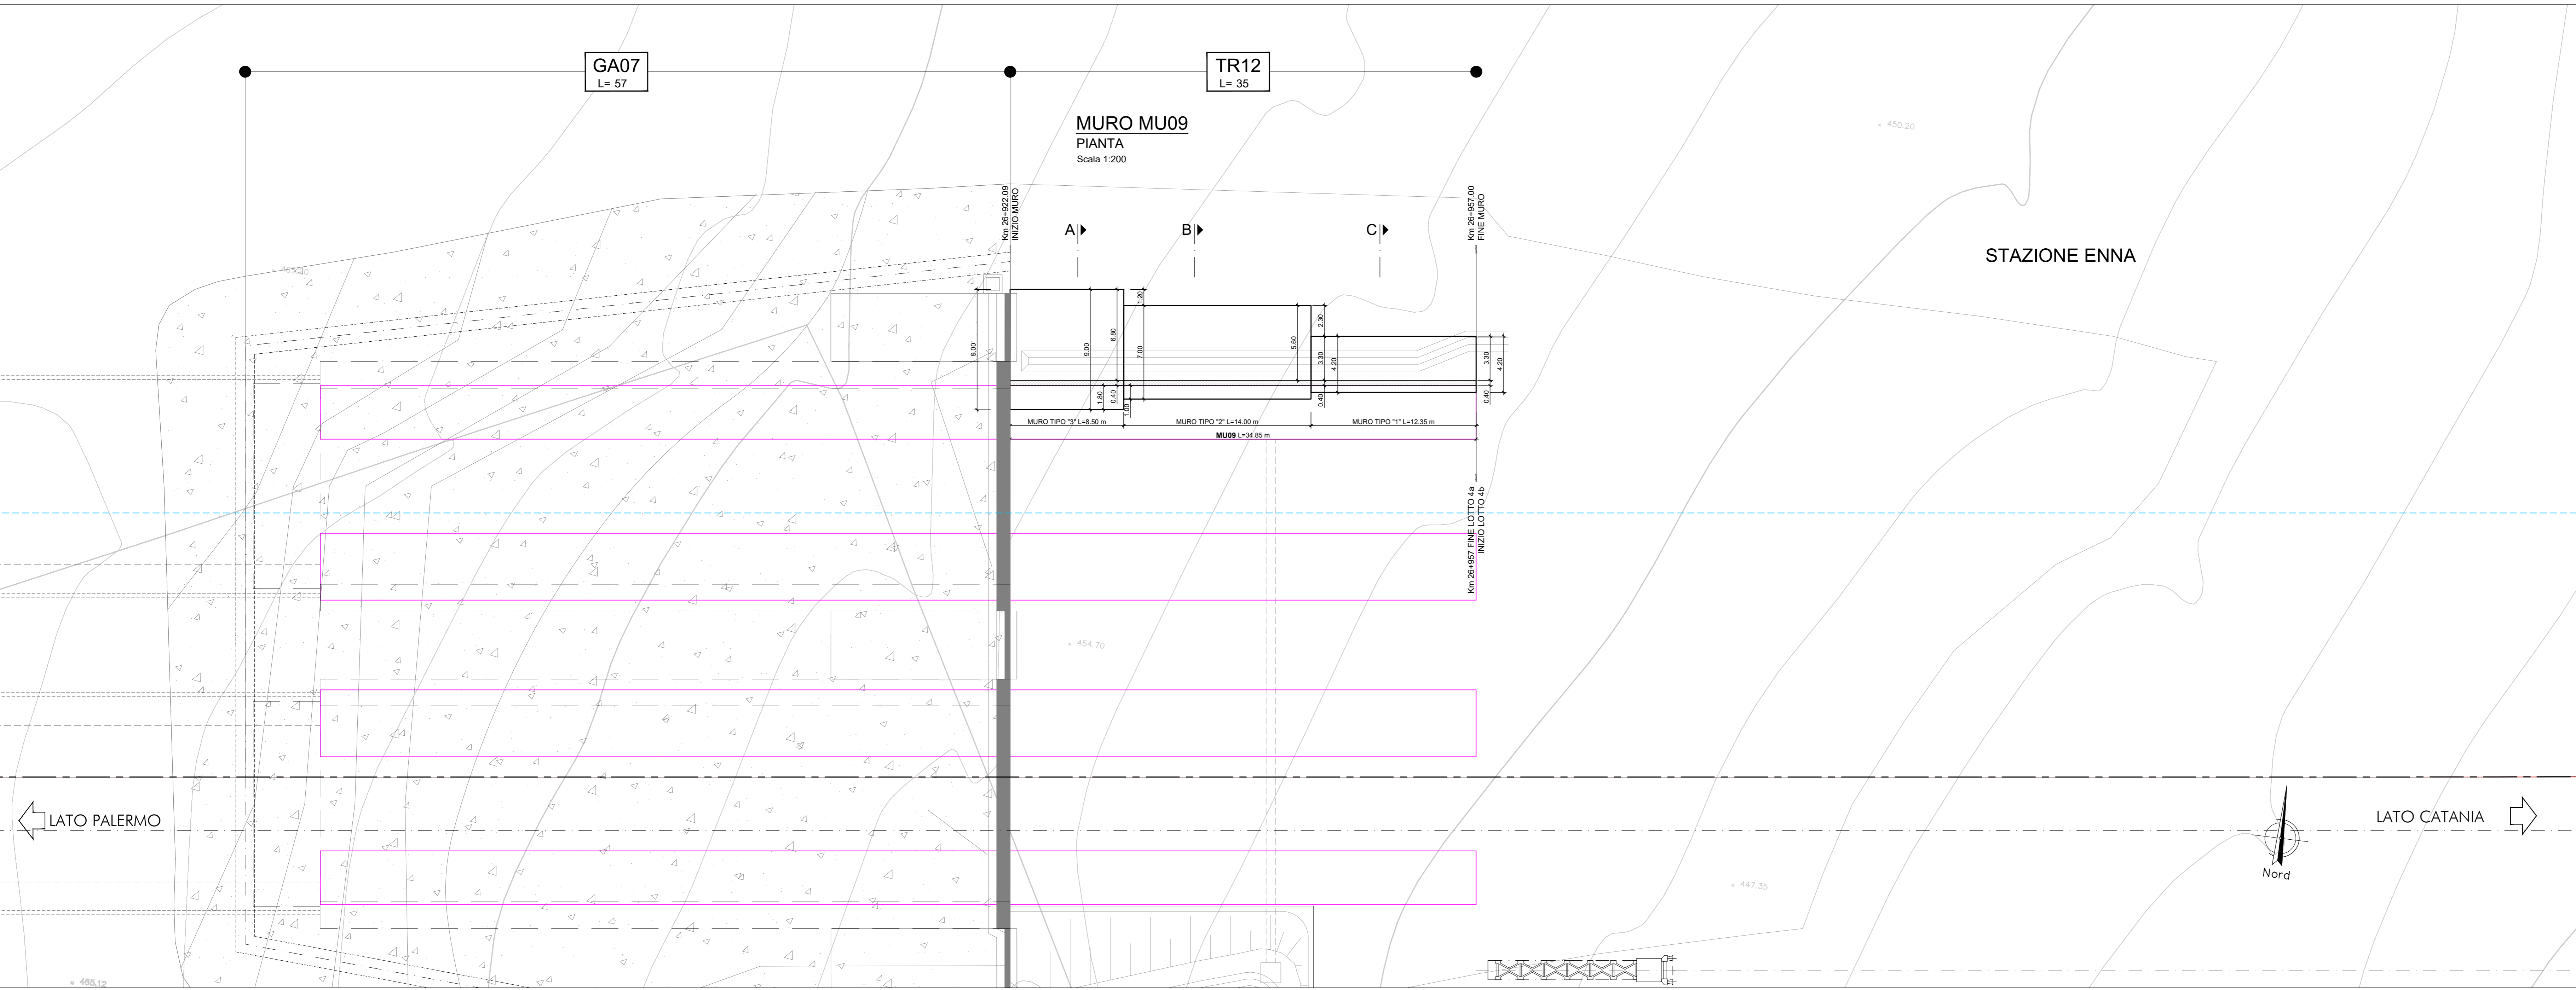 GA07
L= 57
TR12
L= 35
MURO MU09
PIANTA
Scala 1:200
450.20
Km 26+922.09
INIZIO MURO
Km 26+957.00
FINE MURO
A
B
C
STAZIONE ENNA
9.00
9.00
6.80
1.20
7.00
5.60
2.30
3.30
4.20
3.30
4.20
1.80
0.40
1.00
0.40
0.40
MURO TIPO "3" L=8.50 m
MURO TIPO "2" L=14.00 m
MURO TIPO "1" L=12.35 m
MU09 L=34.85 m
Km 26+957 FINE LOTTO 4a
INIZIO LOTTO 4b
454.70
LATO PALERMO
LATO CATANIA
Nord
447.35